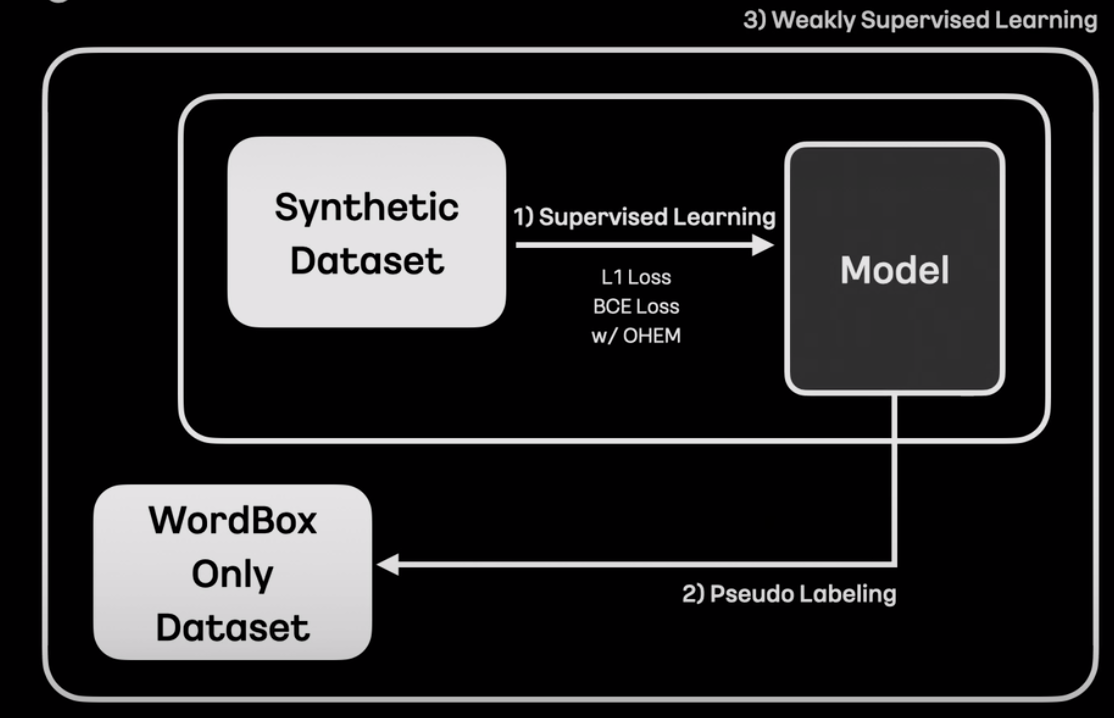 3) Weakly Supervised Learning
Synthetic
Dataset
1) Supervised Learning
L1 Loss
BCE Loss
w/ OHEM
Model
WordBox
Only
Dataset
2) Pseudo Labeling